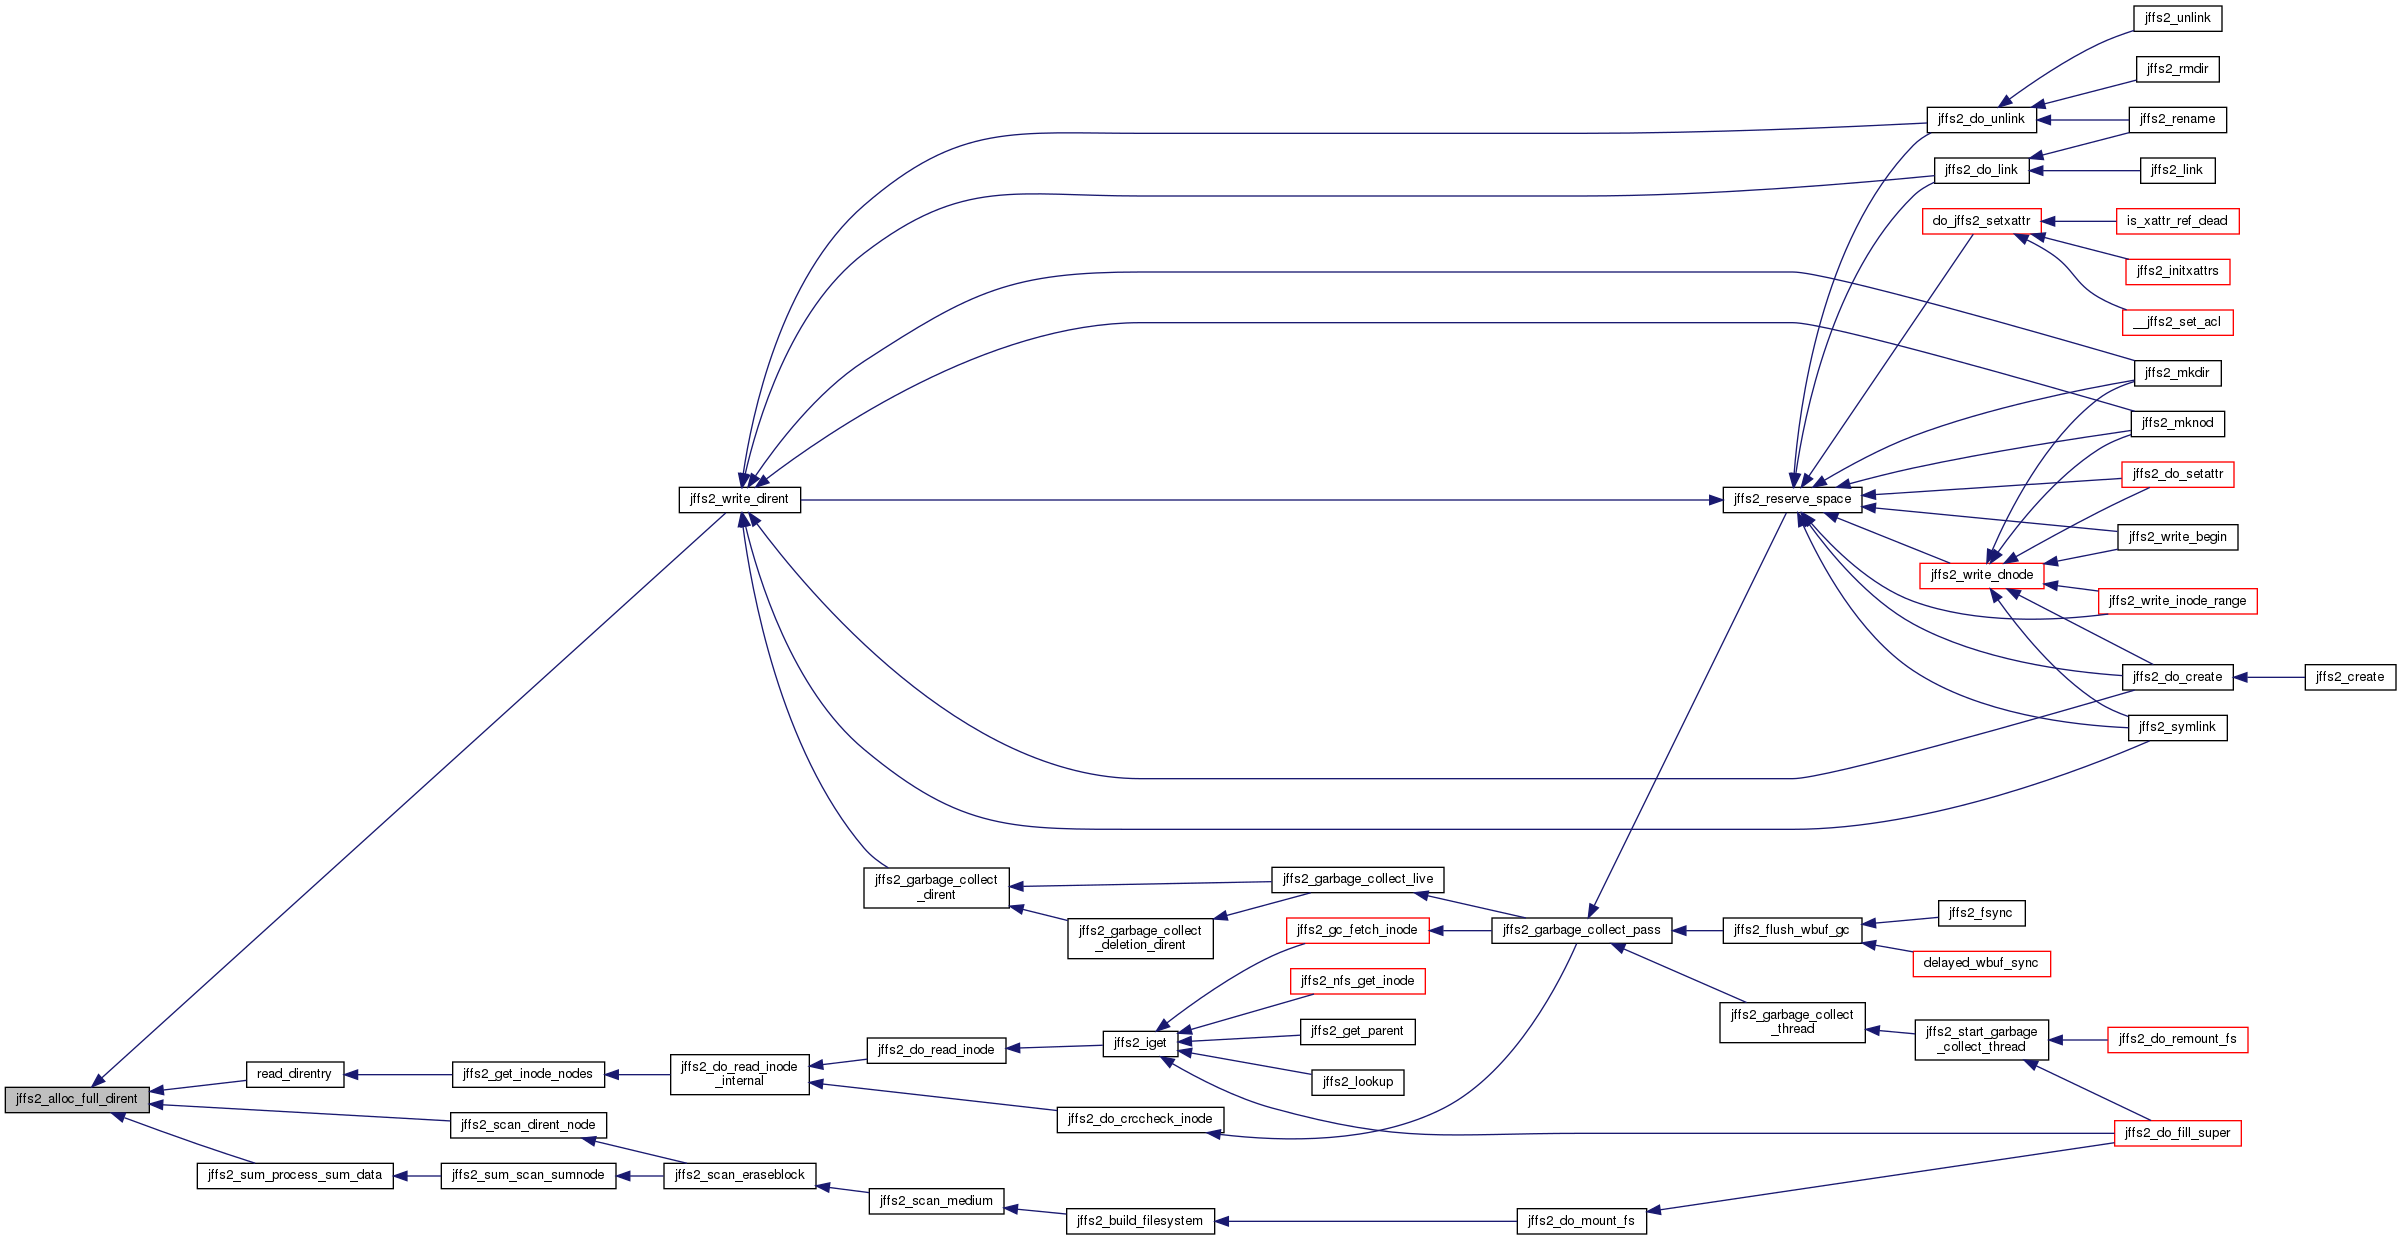 jffs2_unlink
jffs2_rmdir
jffs2_do_unlink
jffs2_rename
jffs2_do_link
jffs2_link
do_jffs2_setxattr
is_xattr_ref_dead
jffs2_initxattrs
__jffs2_set_acl
jffs2_mkdir
jffs2_mknod
jffs2_do_setattr
jffs2_write_dirent
jffs2_reserve_space
jffs2_write_begin
jffs2_write_dnode
jffs2_write_inode_range
jffs2_do_create
jffs2_create
jffs2_symlink
jffs2_garbage_collect
_dirent
jffs2_garbage_collect_live
jffs2_garbage_collect
_deletion_dirent
jffs2_gc_fetch_inode
jffs2_garbage_collect_pass
jffs2_flush_wbuf_gc
jffs2_fsync
delayed_wbuf_sync
jffs2_nfs_get_inode
jffs2_garbage_collect
_thread
jffs2_get_parent
jffs2_start_garbage
_collect_thread
jffs2_do_remount_fs
jffs2_do_read_inode
jffs2_iget
jffs2_lookup
read_direntry
jffs2_get_inode_nodes
jffs2_do_read_inode
_internal
jffs2_alloc_full_dirent
jffs2_do_crccheck_inode
jffs2_scan_dirent_node
jffs2_do_fill_super
jffs2_sum_process_sum_data
jffs2_sum_scan_sumnode
jffs2_scan_eraseblock
jffs2_scan_medium
jffs2_build_filesystem
jffs2_do_mount_fs